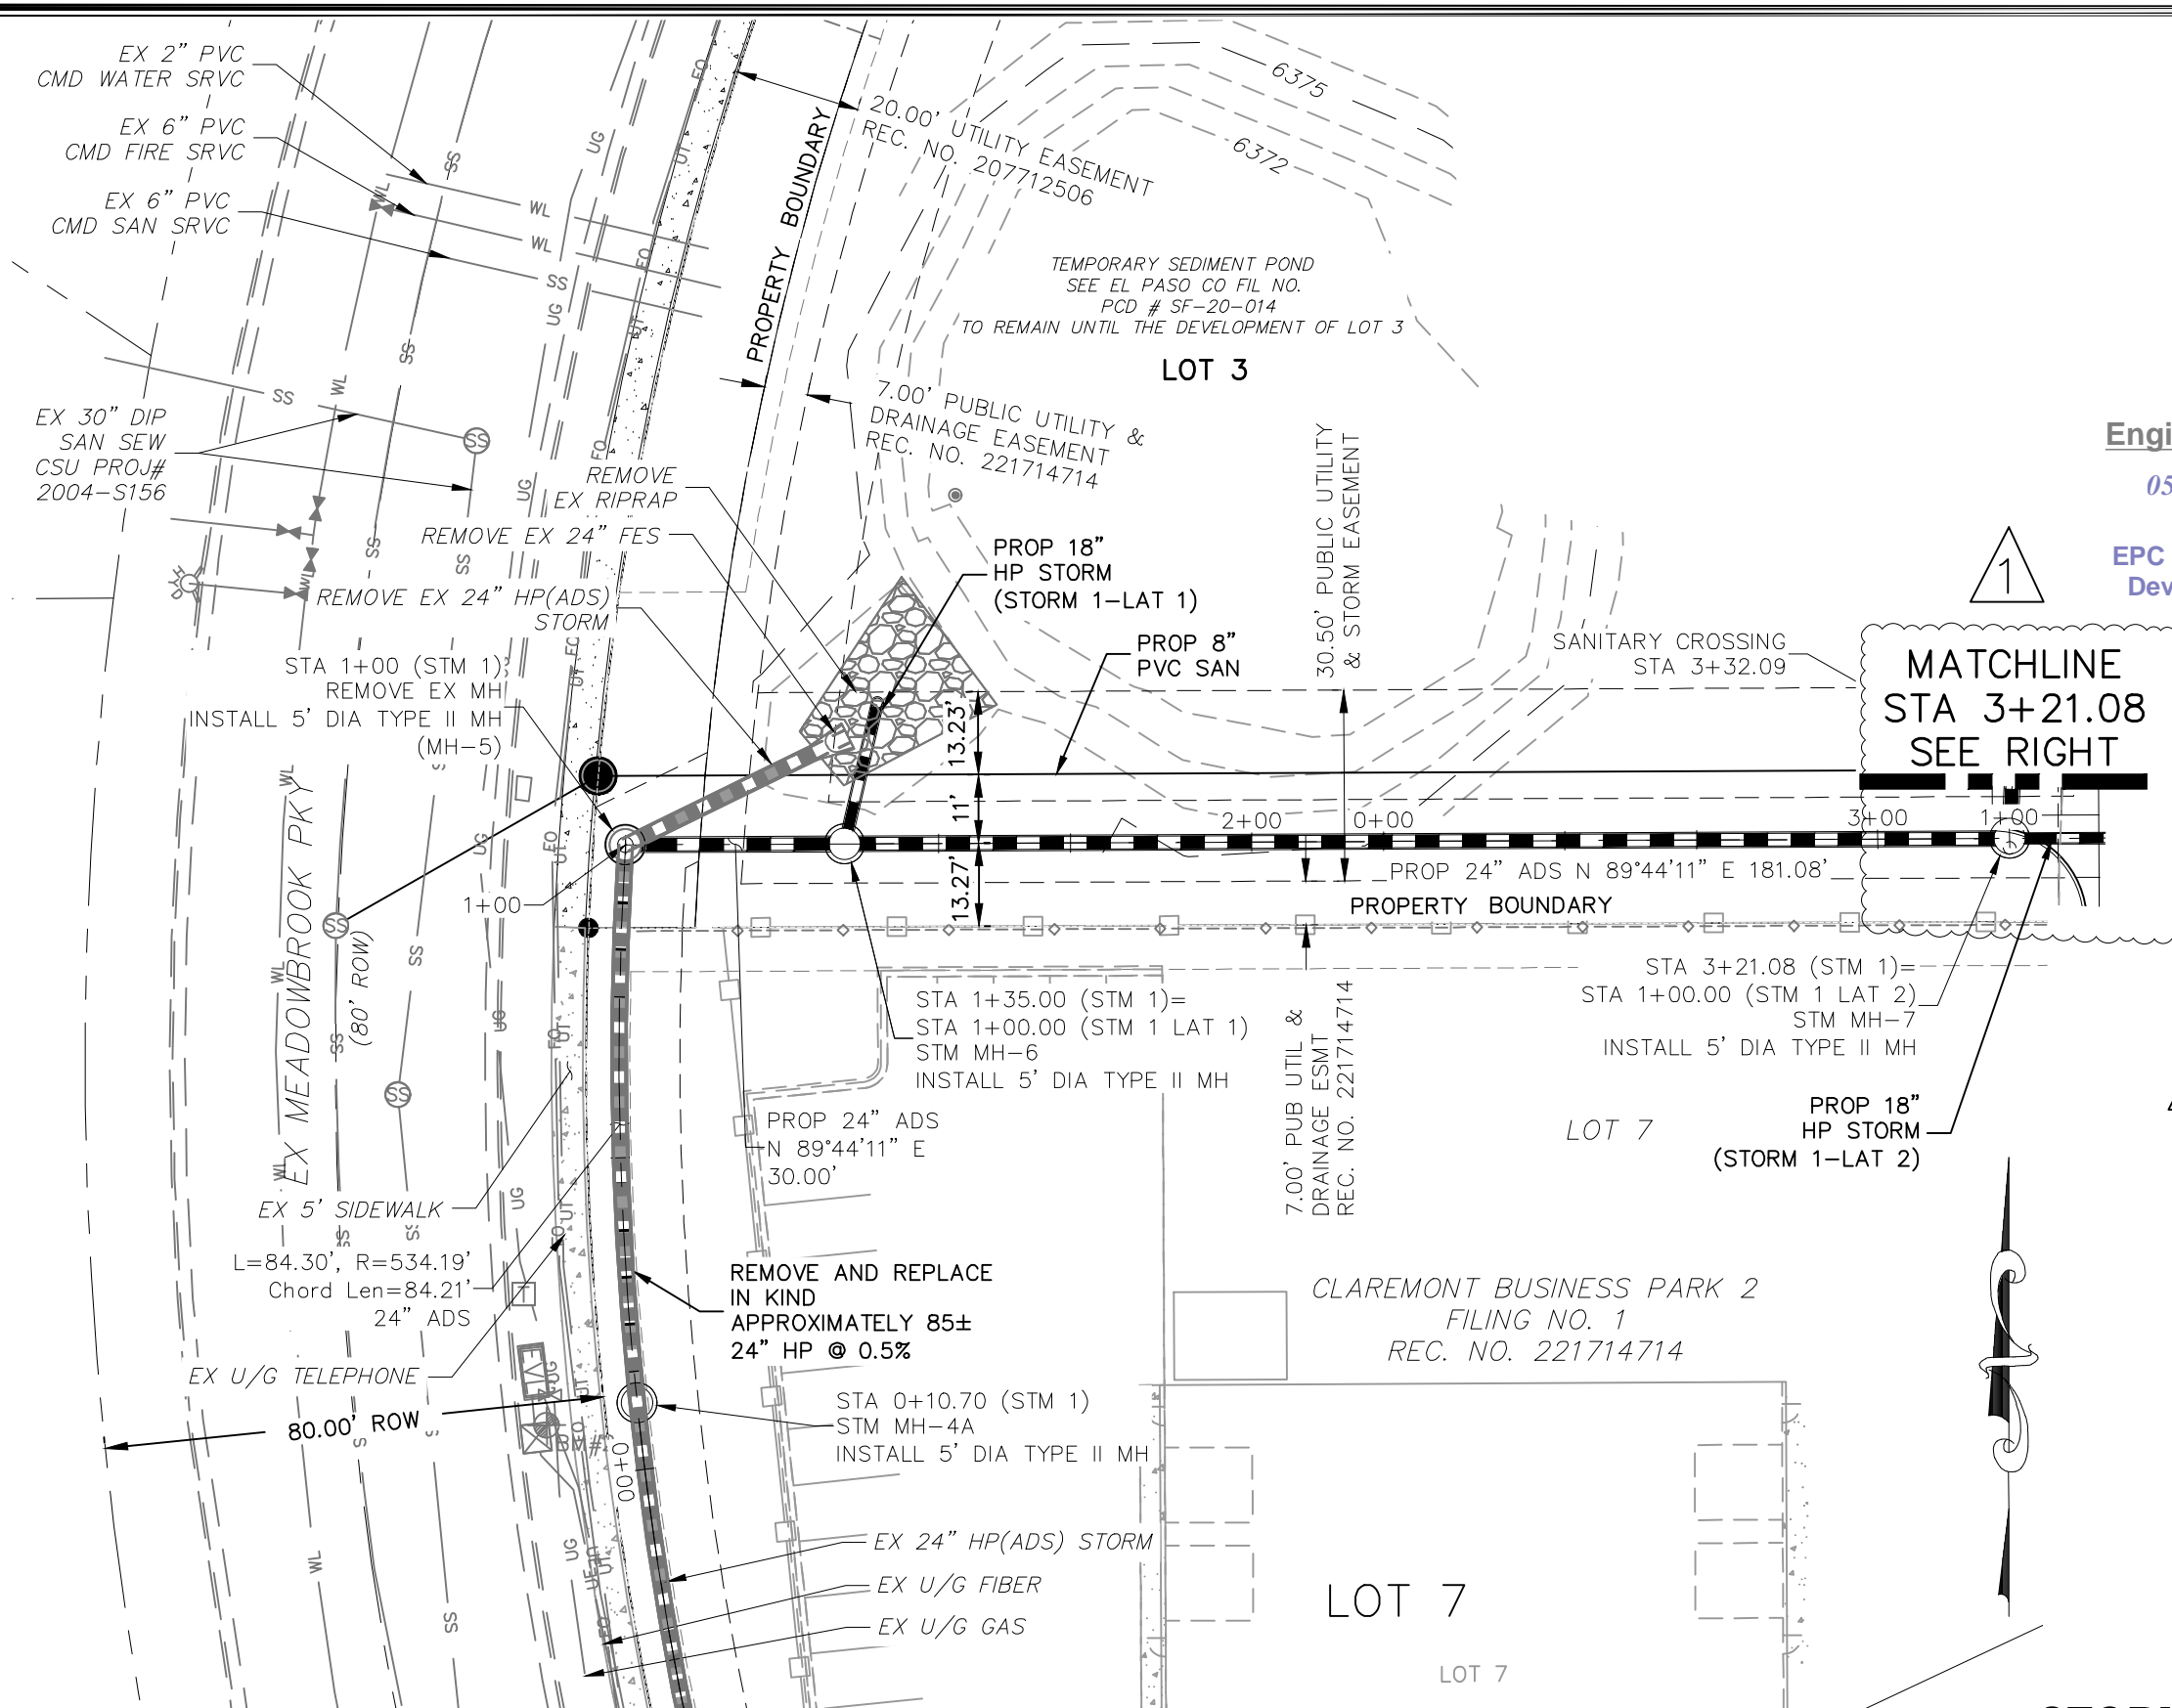 EX 2" PVC
CMD WATER SRVC
EX 6" PVC
CMD FIRE SRVC
EX 6" PVC
CMD SAN SRVC
EX 30" DIP
SAN SEW
CSU PROJ#
2004-S156
PROPERTY BOUNDARY
20.00' UTILITY EASEMENT
REC. NO. 207712506
6375
6372
TEMPORARY SEDIMENT POND
SEE EL PASO CO FIL NO.
PCD # SF-20-014
TO REMAIN UNTIL THE DEVELOPMENT OF LOT 3
LOT 3
7.00' PUBLIC UTILITY &
DRAINAGE EASEMENT
REC. NO. 221714714
REMOVE
EX RIPRAP
REMOVE EX 24" FES
REMOVE EX 24" HP(ADS)
STORM
PROP 18"
HP STORM
(STORM 1-LAT 1)
PROP 8"
PVC SAN
30.50' PUBLIC UTILITY
& STORM EASEMENT
Engi
05
EPC
Dev
1
SANITARY CROSSING
STA 3+32.09
MATCHLINE
STA 3+21.08
SEE RIGHT
STA 1+00 (STM 1)
REMOVE EX MH
INSTALL 5' DIA TYPE II MH
(MH-5)
13.23'
11'
13.27'
1+00
2+00
0+00
3+00
1+00
PROP 24" ADS N 89°44'11" E 181.08'
PROPERTY BOUNDARY
EX MEADOWBROOK PKY
(80' ROW)
STA 1+35.00 (STM 1)=
STA 1+00.00 (STM 1 LAT 1)
STM MH-6
INSTALL 5' DIA TYPE II MH
STA 3+21.08 (STM 1)=
STA 1+00.00 (STM 1 LAT 2)
STM MH-7
INSTALL 5' DIA TYPE II MH
7.00' PUB UTIL &
DRAINAGE ESMT
REC. NO. 221714714
PROP 24" ADS
N 89°44'11" E
30.00'
LOT 7
PROP 18"
HP STORM
(STORM 1-LAT 2)
EX 5' SIDEWALK
L=84.30', R=534.19'
Chord Len=84.21'
24" ADS
EX U/G TELEPHONE
80.00' ROW
REMOVE AND REPLACE
IN KIND
APPROXIMATELY 85±
24" HP @ 0.5%
CLAREMONT BUSINESS PARK 2
FILING NO. 1
REC. NO. 221714714
STA 0+10.70 (STM 1)
STM MH-4A
INSTALL 5' DIA TYPE II MH
0+00
EX 24" HP(ADS) STORM
EX U/G FIBER
EX U/G GAS
LOT 7
LOT 7